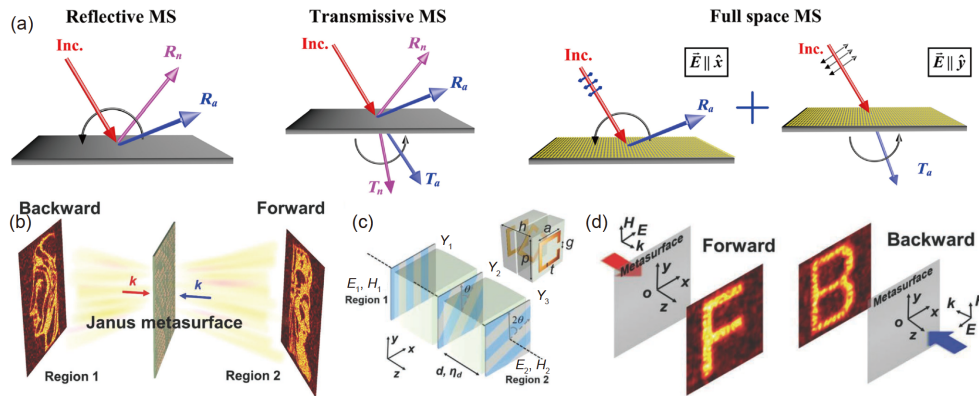 (a)
Reflective MS
Inc.
Rn
Ra
Transmissive MS
Inc.
Rn
Ra
Tn
Ta
Full space MS
Inc.
E⃗ ∥ x̂
Ra
+
Inc.
E⃗ ∥ ŷ
Ta
(b)
Backward
Forward
k
k
Janus metasurface
Region 1
Region 2
(c)
h
a
g
p
t
Y1
Y2
Y3
E1, H1
Region 1
θ
2θ
y
x
z
d, ηd
E2, H2
Region 2
(d)
H
E
k
Metasurface
y
x
o
z
Forward
F
Backward
B
Metasurface
y
x
o
z
k
H
E